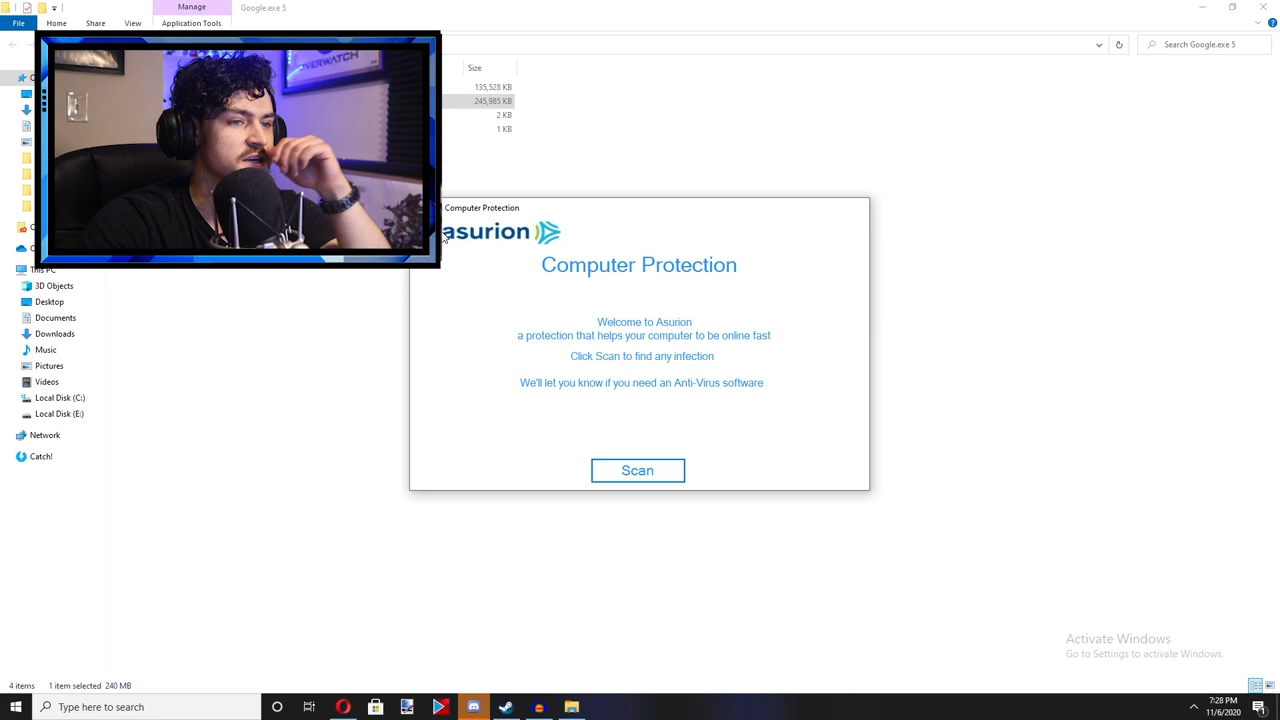 Manage
Google.exe 5
File
Home
Share
View
Application Tools
Search Google.exe 5
Size
135,528 KB
245,985 KB
2 KB
1 KB
OVERWATCH
Computer Protection
asurion
Computer Protection
Welcome to Asurion
a protection that helps your computer to be online fast
Click Scan to find any infection
We'll let you know if you need an Anti-Virus software
Scan
This PC
3D Objects
Desktop
Documents
Downloads
Music
Pictures
Videos
Local Disk (C:)
Local Disk (E:)
Network
Catch!
Activate Windows
Go to Settings to activate Windows.
4 items
1 item selected 240 MB
Type here to search
7:28 PM
11/6/2020